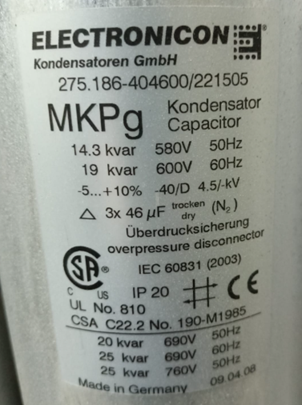 ELECTRONICON
Kondensatoren GmbH
275.186-404600/221505
MKPg Kondensator
Capacitor
14.3 kvar 580V 50Hz
19 kvar 600V 60Hz
-5...+10% -40/D 4.5/-kV
△ 3x 46 µF trocken dry (N₂)
Überdrucksicherung
overpressure disconnector
CSA IEC 60831 (2003)
C US IP 20 CE
UL No. 810
CSA C22.2 No. 190-M1985
20 kvar 690V 50Hz
25 kvar 690V 60Hz
25 kvar 760V 50Hz
Made in Germany 09.04.08